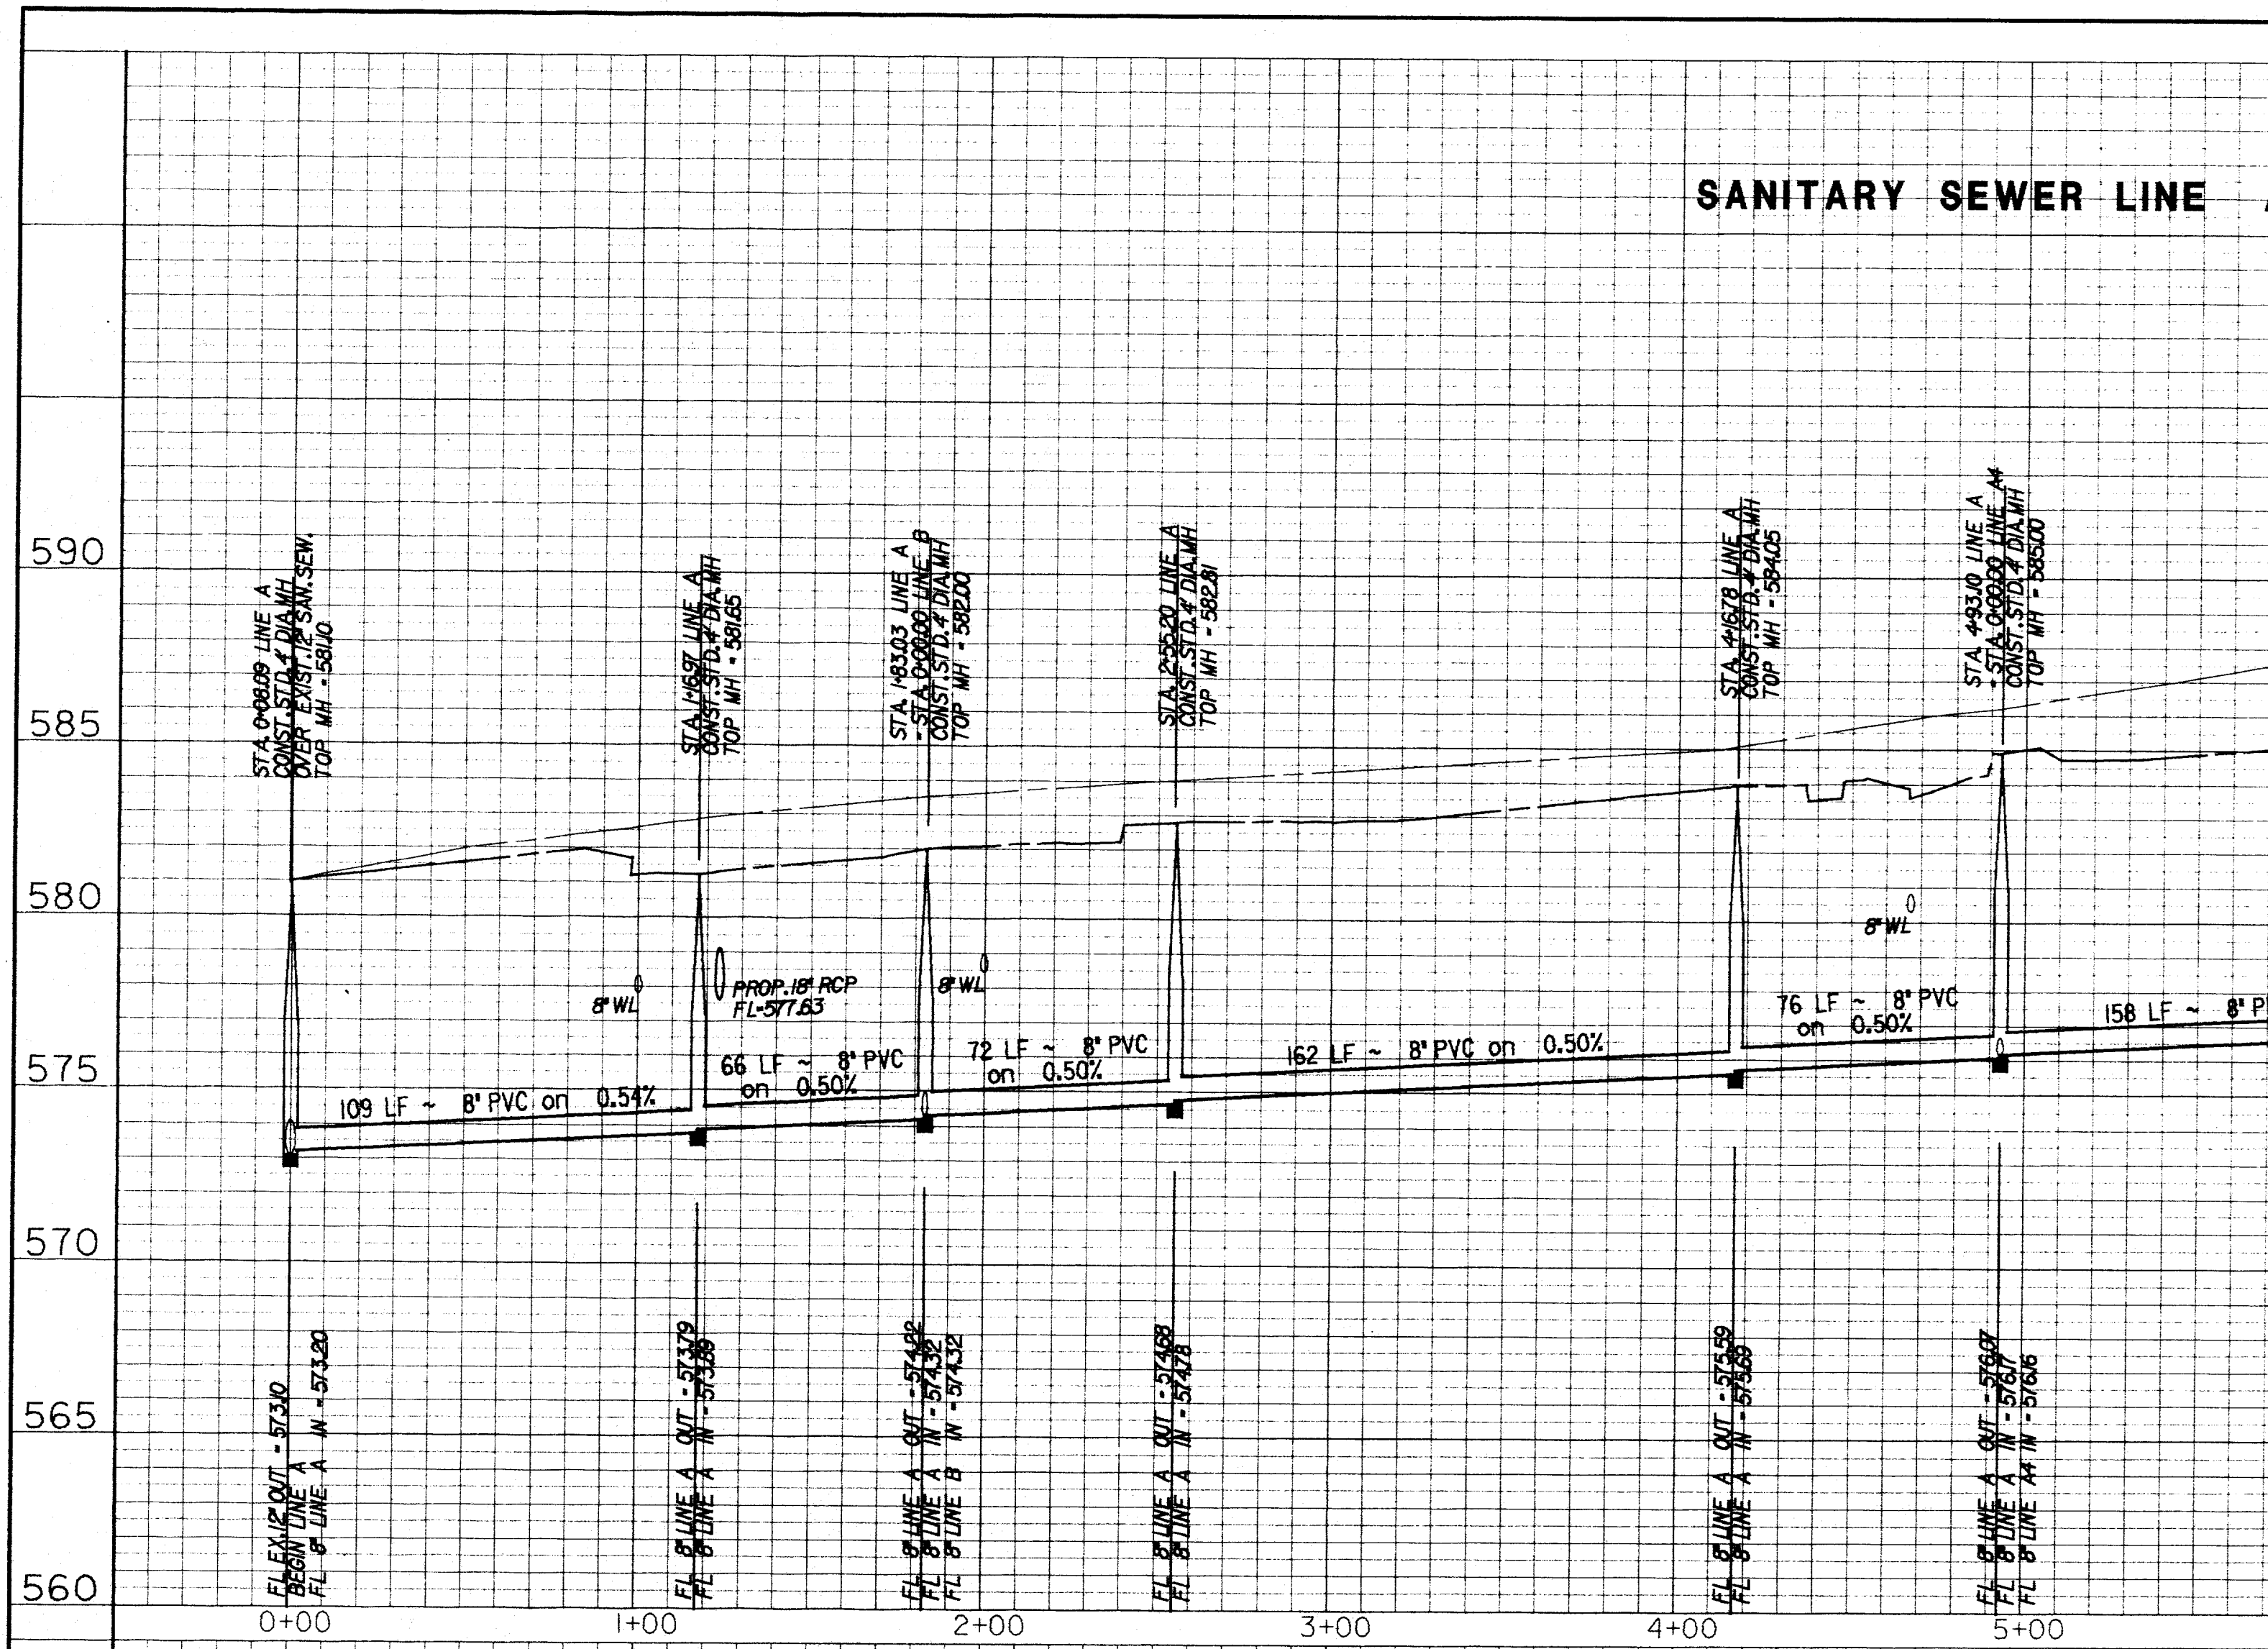 SANITARY SEWER LINE
590
585
580
575
570
565
560
STA. 0+08.09 LINE A
CONST. STD. 4' DIA. MH
OVER EXIST. 12" SAN. SEW.
TOP MH - 581.10
STA. 1+16.97 LINE A
CONST. STD. 4' DIA. MH
TOP MH - 581.65
STA. 1+83.03 LINE A
- STA. 0+00.00 LINE B
CONST. STD. 4' DIA. MH
TOP MH - 582.00
STA. 2+55.20 LINE A
CONST. STD. 4' DIA. MH
TOP MH - 582.81
STA. 4+16.78 LINE A
CONST. STD. 4' DIA. MH
TOP MH - 584.05
STA. 4+93.10 LINE A
- STA. 0+00.00 LINE A4
CONST. STD. 4' DIA. MH
TOP MH - 585.00
8" WL
PROP. 18" RCP
FL-577.63
8" WL
8" WL
109 LF ~ 8" PVC on 0.54%
66 LF ~ 8" PVC
on 0.50%
72 LF ~ 8" PVC
on 0.50%
162 LF ~ 8" PVC on 0.50%
76 LF ~ 8" PVC
on 0.50%
158 LF ~ 8" P
FL EX. 12" OUT - 573.10
BEGIN LINE A
FL 8" LINE A IN - 573.20
FL 8" LINE A OUT - 573.79
FL 8" LINE A IN - 573.89
FL 8" LINE A OUT - 574.22
FL 8" LINE A IN - 574.32
FL 8" LINE B IN - 574.32
FL 8" LINE A OUT - 574.68
FL 8" LINE A IN - 574.78
FL 8" LINE A OUT - 575.59
FL 8" LINE A IN - 575.69
FL 8" LINE A OUT - 576.07
FL 8" LINE A IN - 576.17
FL 8" LINE A4 IN - 576.16
0+00
1+00
2+00
3+00
4+00
5+00